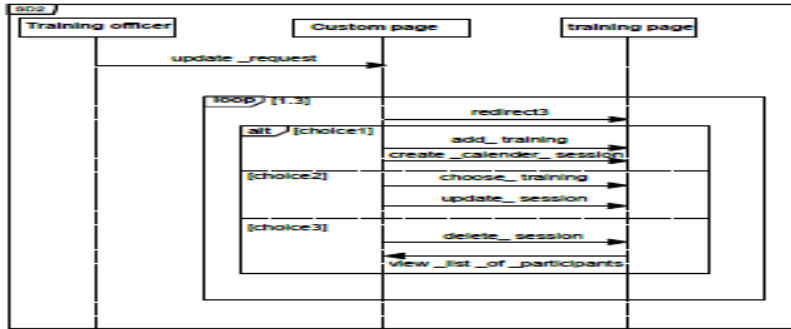 SD2
Training officer
Custom page
training page
update _request
loop [1.3]
redirect3
alt [choice1]
add_ training
create _calender_ session
[choice2]
choose_ training
update_ session
[choice3]
delete_ session
view _list _of _participants